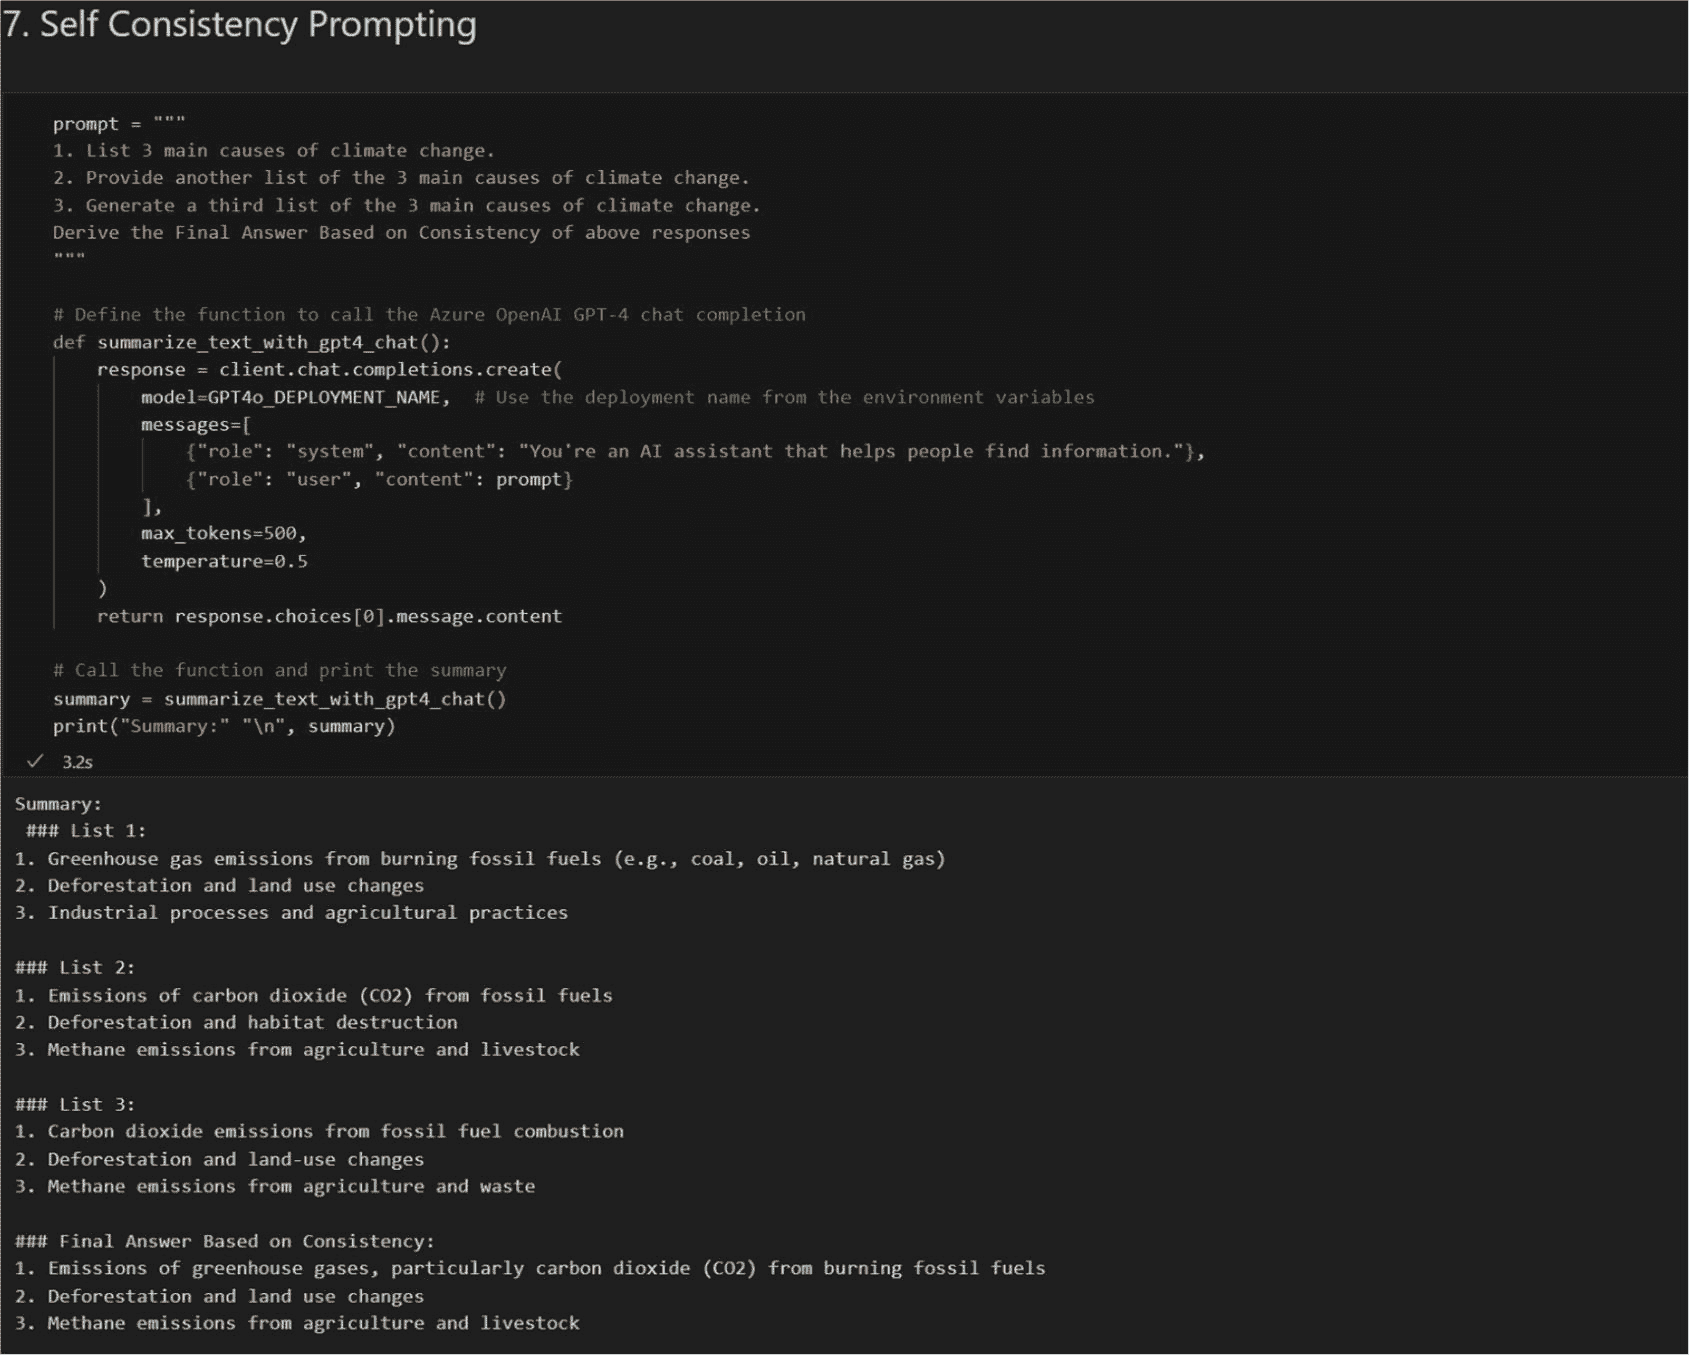 7. Self Consistency Prompting
prompt = """
1. List 3 main causes of climate change.
2. Provide another list of the 3 main causes of climate change.
3. Generate a third list of the 3 main causes of climate change.
Derive the Final Answer Based on Consistency of above responses
"""
# Define the function to call the Azure OpenAI GPT-4 chat completion
def summarize_text_with_gpt4_chat():
    response = client.chat.completions.create(
        model=GPT4o_DEPLOYMENT_NAME,  # Use the deployment name from the environment variables
        messages=[
            {"role": "system", "content": "You're an AI assistant that helps people find information."},
            {"role": "user", "content": prompt}
        ],
        max_tokens=500,
        temperature=0.5
    )
    return response.choices[0].message.content
# Call the function and print the summary
summary = summarize_text_with_gpt4_chat()
print("Summary:" "\n", summary)
✓ 3.2s
Summary:
 ### List 1:
1. Greenhouse gas emissions from burning fossil fuels (e.g., coal, oil, natural gas)
2. Deforestation and land use changes
3. Industrial processes and agricultural practices
### List 2:
1. Emissions of carbon dioxide (CO2) from fossil fuels
2. Deforestation and habitat destruction
3. Methane emissions from agriculture and livestock
### List 3:
1. Carbon dioxide emissions from fossil fuel combustion
2. Deforestation and land-use changes
3. Methane emissions from agriculture and waste
### Final Answer Based on Consistency:
1. Emissions of greenhouse gases, particularly carbon dioxide (CO2) from burning fossil fuels
2. Deforestation and land use changes
3. Methane emissions from agriculture and livestock